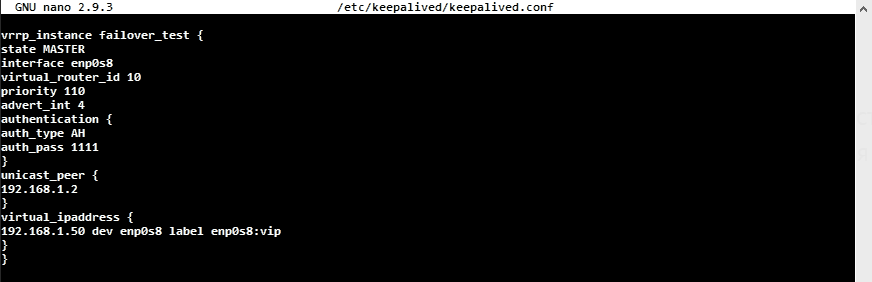 GNU nano 2.9.3 /etc/keepalived/keepalived.conf
vrrp_instance failover_test {
state MASTER
interface enp0s8
virtual_router_id 10
priority 110
advert_int 4
authentication {
auth_type AH
auth_pass 1111
}
unicast_peer {
192.168.1.2
}
virtual_ipaddress {
192.168.1.50 dev enp0s8 label enp0s8:vip
}
}